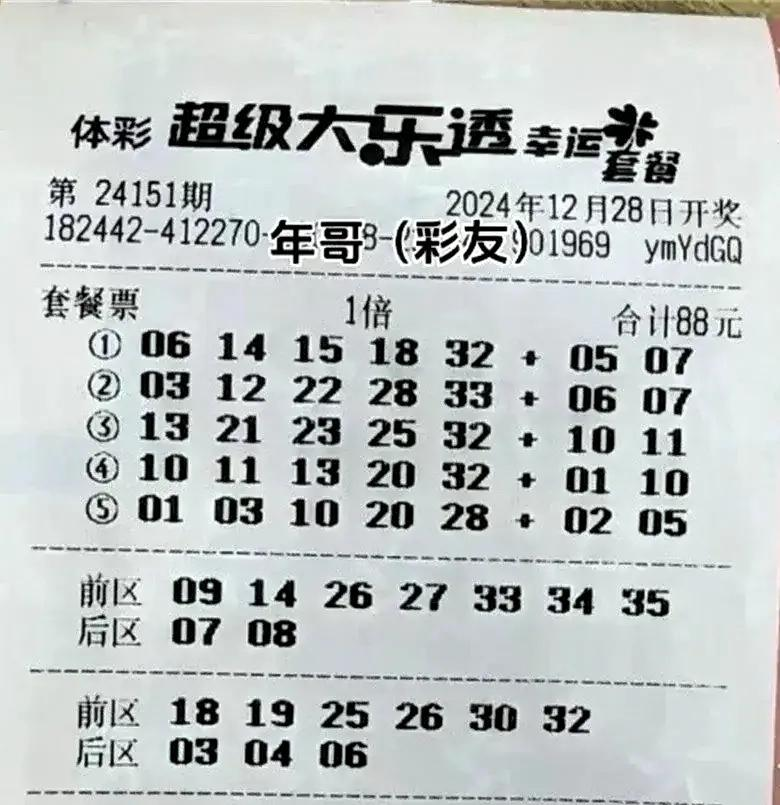 体彩 超级大乐透 幸运套餐
第 24151期 2024年12月28日开奖
182442-412270- 年哥（彩友） 901969 ymYdGQ
套餐票 1倍 合计88元
① 06 14 15 18 32 + 05 07
② 03 12 22 28 33 + 06 07
③ 13 21 23 25 32 + 10 11
④ 10 11 13 20 32 + 01 10
⑤ 01 03 10 20 28 + 02 05
前区 09 14 26 27 33 34 35
后区 07 08
前区 18 19 25 26 30 32
后区 03 04 06